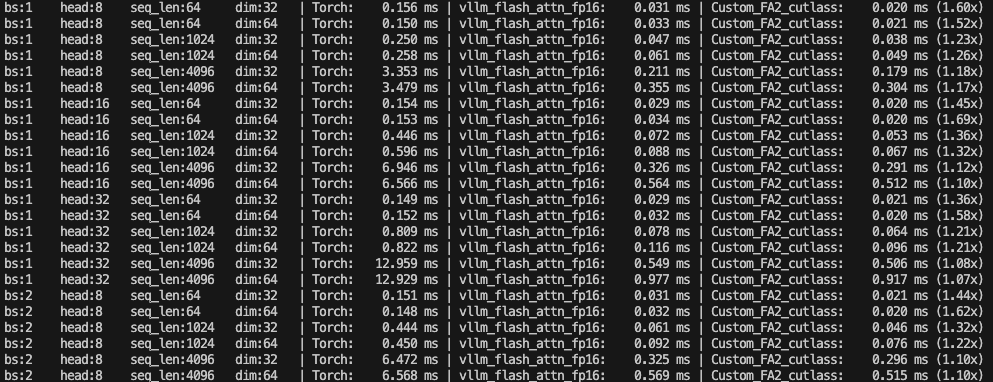 bs:1 head:8 seq_len:64 dim:32 | Torch: 0.156 ms | vllm_flash_attn_fp16: 0.031 ms | Custom_FA2_cutlass: 0.020 ms (1.60x)
bs:1 head:8 seq_len:64 dim:64 | Torch: 0.150 ms | vllm_flash_attn_fp16: 0.033 ms | Custom_FA2_cutlass: 0.021 ms (1.52x)
bs:1 head:8 seq_len:1024 dim:32 | Torch: 0.250 ms | vllm_flash_attn_fp16: 0.047 ms | Custom_FA2_cutlass: 0.038 ms (1.23x)
bs:1 head:8 seq_len:1024 dim:64 | Torch: 0.258 ms | vllm_flash_attn_fp16: 0.061 ms | Custom_FA2_cutlass: 0.049 ms (1.26x)
bs:1 head:8 seq_len:4096 dim:32 | Torch: 3.353 ms | vllm_flash_attn_fp16: 0.211 ms | Custom_FA2_cutlass: 0.179 ms (1.18x)
bs:1 head:8 seq_len:4096 dim:64 | Torch: 3.479 ms | vllm_flash_attn_fp16: 0.355 ms | Custom_FA2_cutlass: 0.304 ms (1.17x)
bs:1 head:16 seq_len:64 dim:32 | Torch: 0.154 ms | vllm_flash_attn_fp16: 0.029 ms | Custom_FA2_cutlass: 0.020 ms (1.45x)
bs:1 head:16 seq_len:64 dim:64 | Torch: 0.153 ms | vllm_flash_attn_fp16: 0.034 ms | Custom_FA2_cutlass: 0.020 ms (1.69x)
bs:1 head:16 seq_len:1024 dim:32 | Torch: 0.446 ms | vllm_flash_attn_fp16: 0.072 ms | Custom_FA2_cutlass: 0.053 ms (1.36x)
bs:1 head:16 seq_len:1024 dim:64 | Torch: 0.596 ms | vllm_flash_attn_fp16: 0.088 ms | Custom_FA2_cutlass: 0.067 ms (1.32x)
bs:1 head:16 seq_len:4096 dim:32 | Torch: 6.946 ms | vllm_flash_attn_fp16: 0.326 ms | Custom_FA2_cutlass: 0.291 ms (1.12x)
bs:1 head:16 seq_len:4096 dim:64 | Torch: 6.566 ms | vllm_flash_attn_fp16: 0.564 ms | Custom_FA2_cutlass: 0.512 ms (1.10x)
bs:1 head:32 seq_len:64 dim:32 | Torch: 0.149 ms | vllm_flash_attn_fp16: 0.029 ms | Custom_FA2_cutlass: 0.021 ms (1.36x)
bs:1 head:32 seq_len:64 dim:64 | Torch: 0.152 ms | vllm_flash_attn_fp16: 0.032 ms | Custom_FA2_cutlass: 0.020 ms (1.58x)
bs:1 head:32 seq_len:1024 dim:32 | Torch: 0.809 ms | vllm_flash_attn_fp16: 0.078 ms | Custom_FA2_cutlass: 0.064 ms (1.21x)
bs:1 head:32 seq_len:1024 dim:64 | Torch: 0.822 ms | vllm_flash_attn_fp16: 0.116 ms | Custom_FA2_cutlass: 0.096 ms (1.21x)
bs:1 head:32 seq_len:4096 dim:32 | Torch: 12.959 ms | vllm_flash_attn_fp16: 0.549 ms | Custom_FA2_cutlass: 0.506 ms (1.08x)
bs:1 head:32 seq_len:4096 dim:64 | Torch: 12.929 ms | vllm_flash_attn_fp16: 0.977 ms | Custom_FA2_cutlass: 0.917 ms (1.07x)
bs:2 head:8 seq_len:64 dim:32 | Torch: 0.151 ms | vllm_flash_attn_fp16: 0.031 ms | Custom_FA2_cutlass: 0.021 ms (1.44x)
bs:2 head:8 seq_len:64 dim:64 | Torch: 0.148 ms | vllm_flash_attn_fp16: 0.032 ms | Custom_FA2_cutlass: 0.020 ms (1.62x)
bs:2 head:8 seq_len:1024 dim:32 | Torch: 0.444 ms | vllm_flash_attn_fp16: 0.061 ms | Custom_FA2_cutlass: 0.046 ms (1.32x)
bs:2 head:8 seq_len:1024 dim:64 | Torch: 0.450 ms | vllm_flash_attn_fp16: 0.092 ms | Custom_FA2_cutlass: 0.076 ms (1.22x)
bs:2 head:8 seq_len:4096 dim:32 | Torch: 6.472 ms | vllm_flash_attn_fp16: 0.325 ms | Custom_FA2_cutlass: 0.296 ms (1.10x)
bs:2 head:8 seq_len:4096 dim:64 | Torch: 6.568 ms | vllm_flash_attn_fp16: 0.569 ms | Custom_FA2_cutlass: 0.515 ms (1.10x)